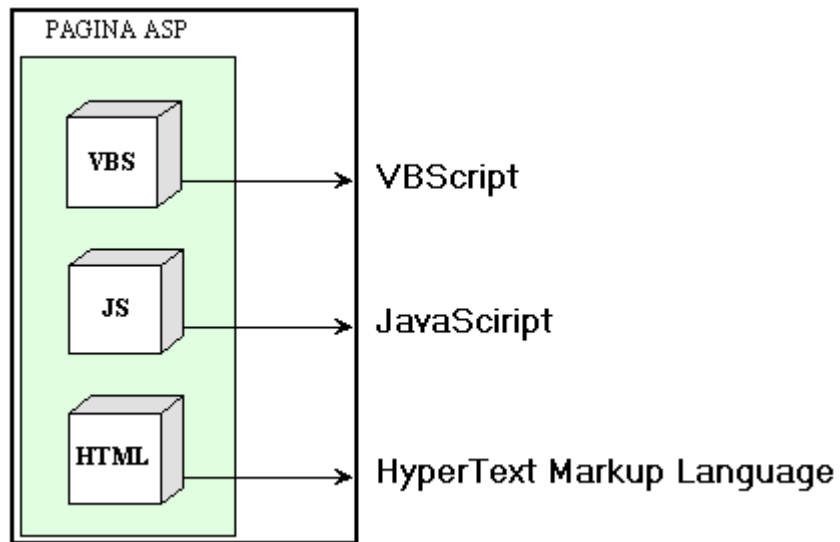 PAGINA ASP
VBS
VBScript
JS
JavaSciript
HTML
HyperText Markup Language